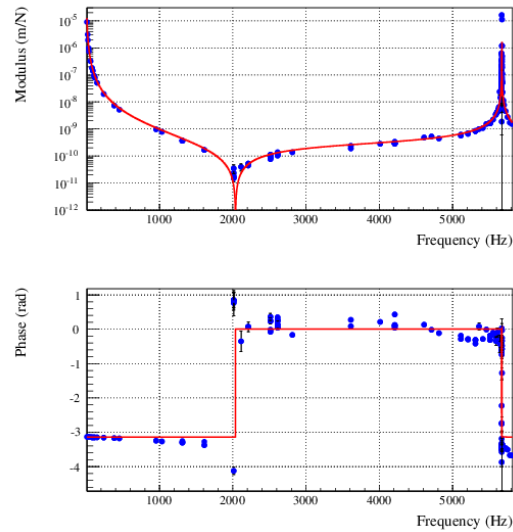 Modulus (m/N)
10⁻⁵
10⁻⁶
10⁻⁷
10⁻⁸
10⁻⁹
10⁻¹⁰
10⁻¹¹
10⁻¹²
1000 2000 3000 4000 5000
Frequency (Hz)
Phase (rad)
1
0
-1
-2
-3
-4
0 1000 2000 3000 4000 5000
Frequency (Hz)